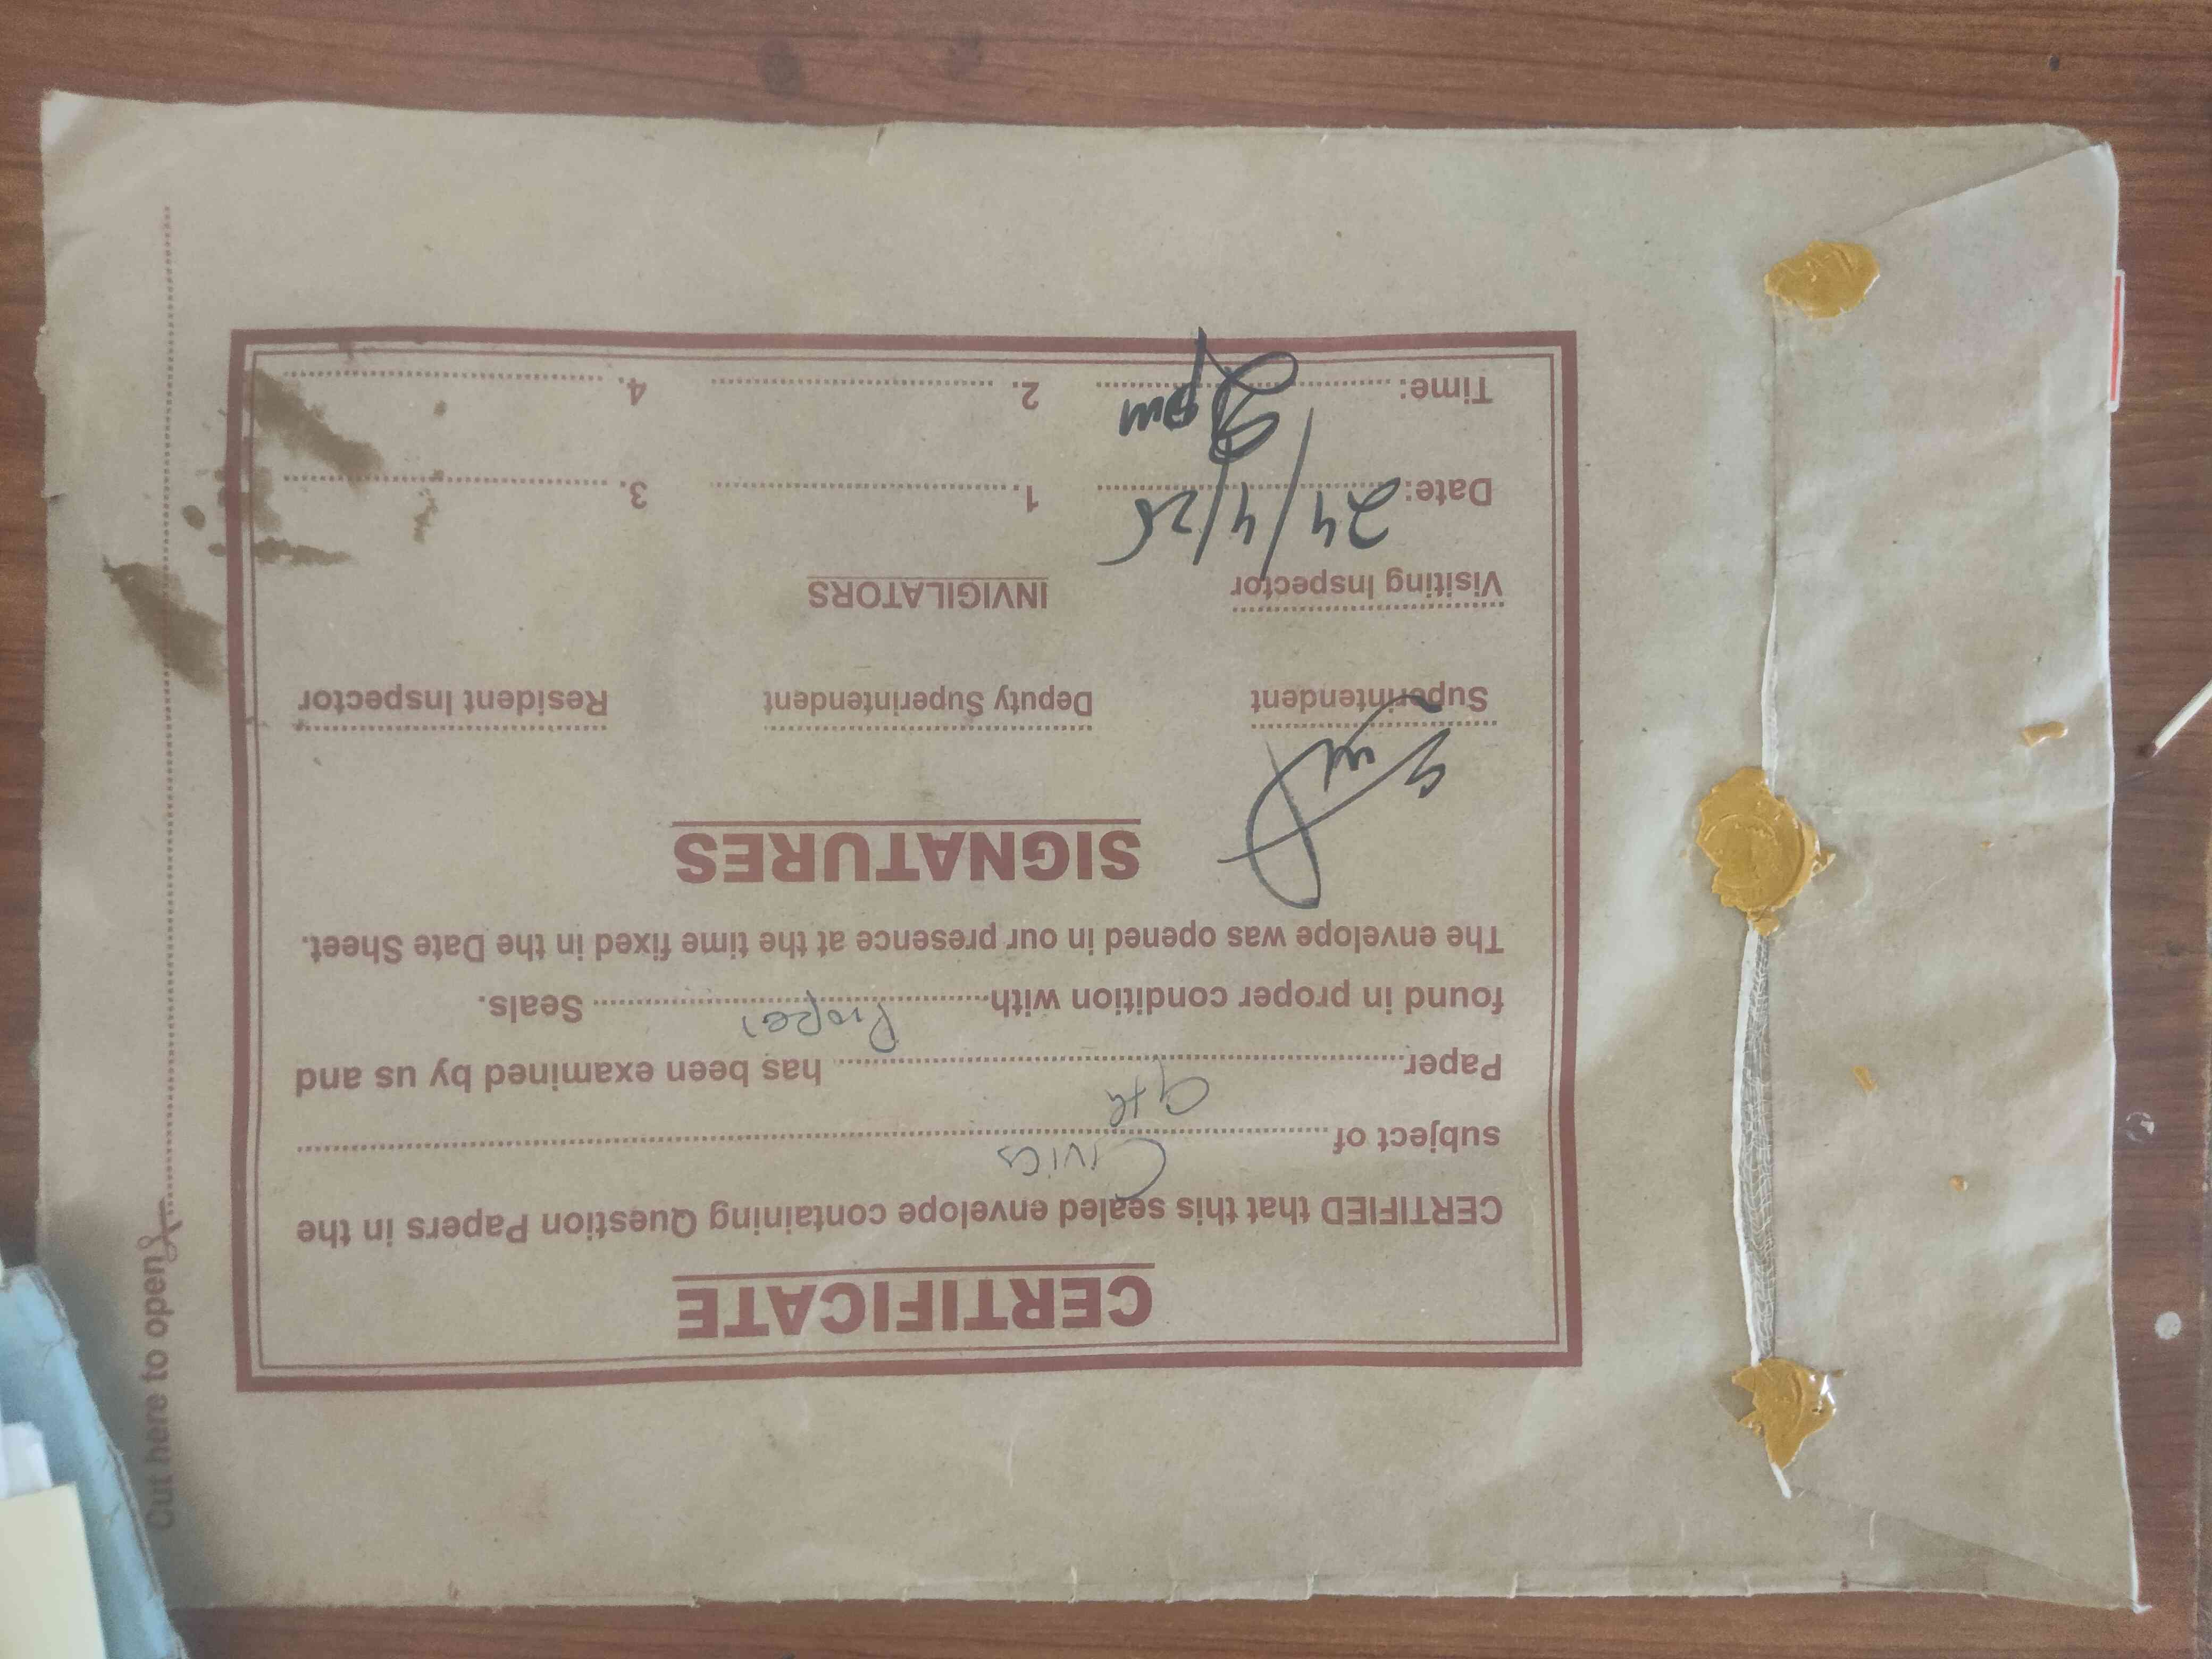 CERTIFICATE
CERTIFIED that this sealed envelope containing Question Papers in the
subject of Civics
Paper 9th has been examined by us and
found in proper condition with Proper Seals.
The envelope was opened in our presence at the time fixed in the Date Sheet.
SIGNATURES
Superintendent Deputy Superintendent Resident Inspector
Visiting Inspector INVIGILATORS
Date: 24/4/25 1. 3.
Time: pm 2. 4.
Cut here to open